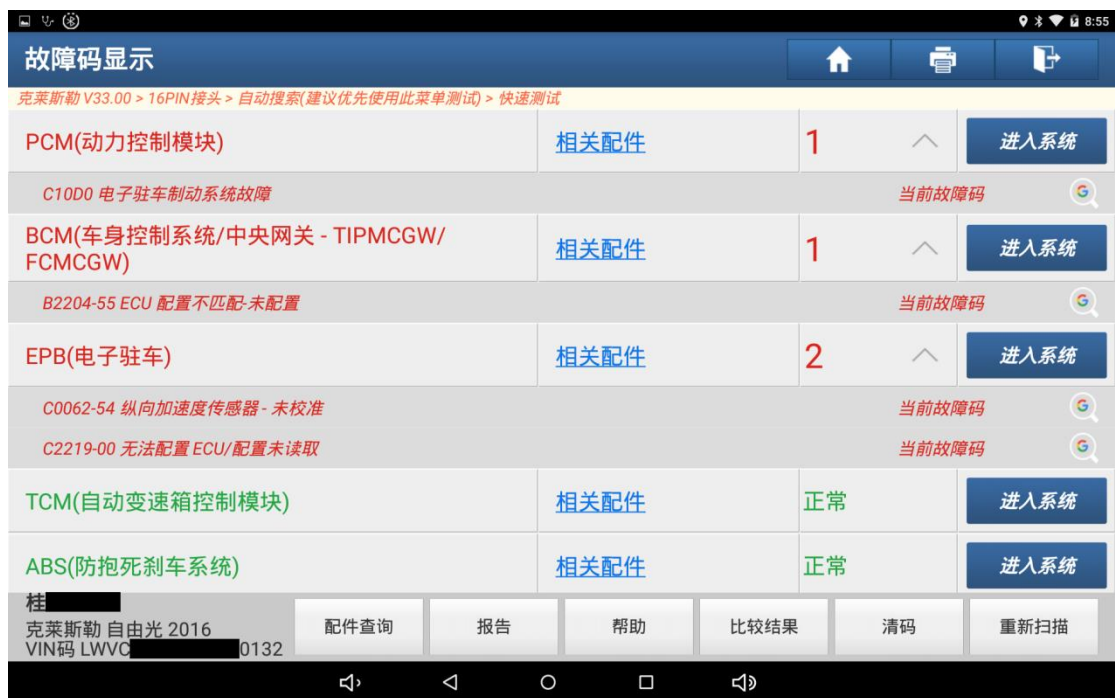 8:55
故障码显示
克莱斯勒 V33.00 > 16PIN接头 > 自动搜索(建议优先使用此菜单测试) > 快速测试
PCM(动力控制模块) 相关配件 1 进入系统
C10D0 电子驻车制动系统故障 当前故障码 G
BCM(车身控制系统/中央网关 - TIPMCGW/
FCMCGW) 相关配件 1 进入系统
B2204-55 ECU 配置不匹配-未配置 当前故障码 G
EPB(电子驻车) 相关配件 2 进入系统
C0062-54 纵向加速度传感器 - 未校准 当前故障码 G
C2219-00 无法配置 ECU/配置未读取 当前故障码 G
TCM(自动变速箱控制模块) 相关配件 正常 进入系统
ABS(防抱死刹车系统) 相关配件 正常 进入系统
桂
克莱斯勒 自由光 2016
VIN码 LWVC 0132
配件查询 报告 帮助 比较结果 清码 重新扫描